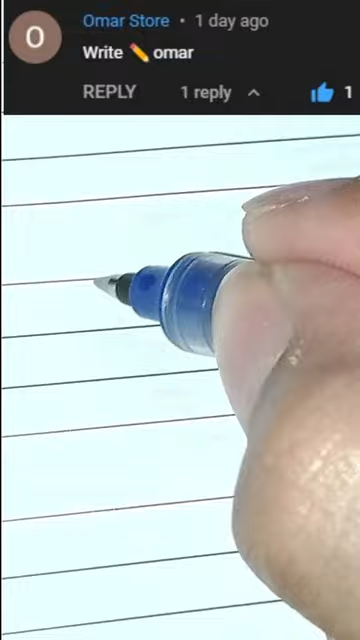 O
Omar Store • 1 day ago
Write ✏️ omar
REPLY 1 reply 1